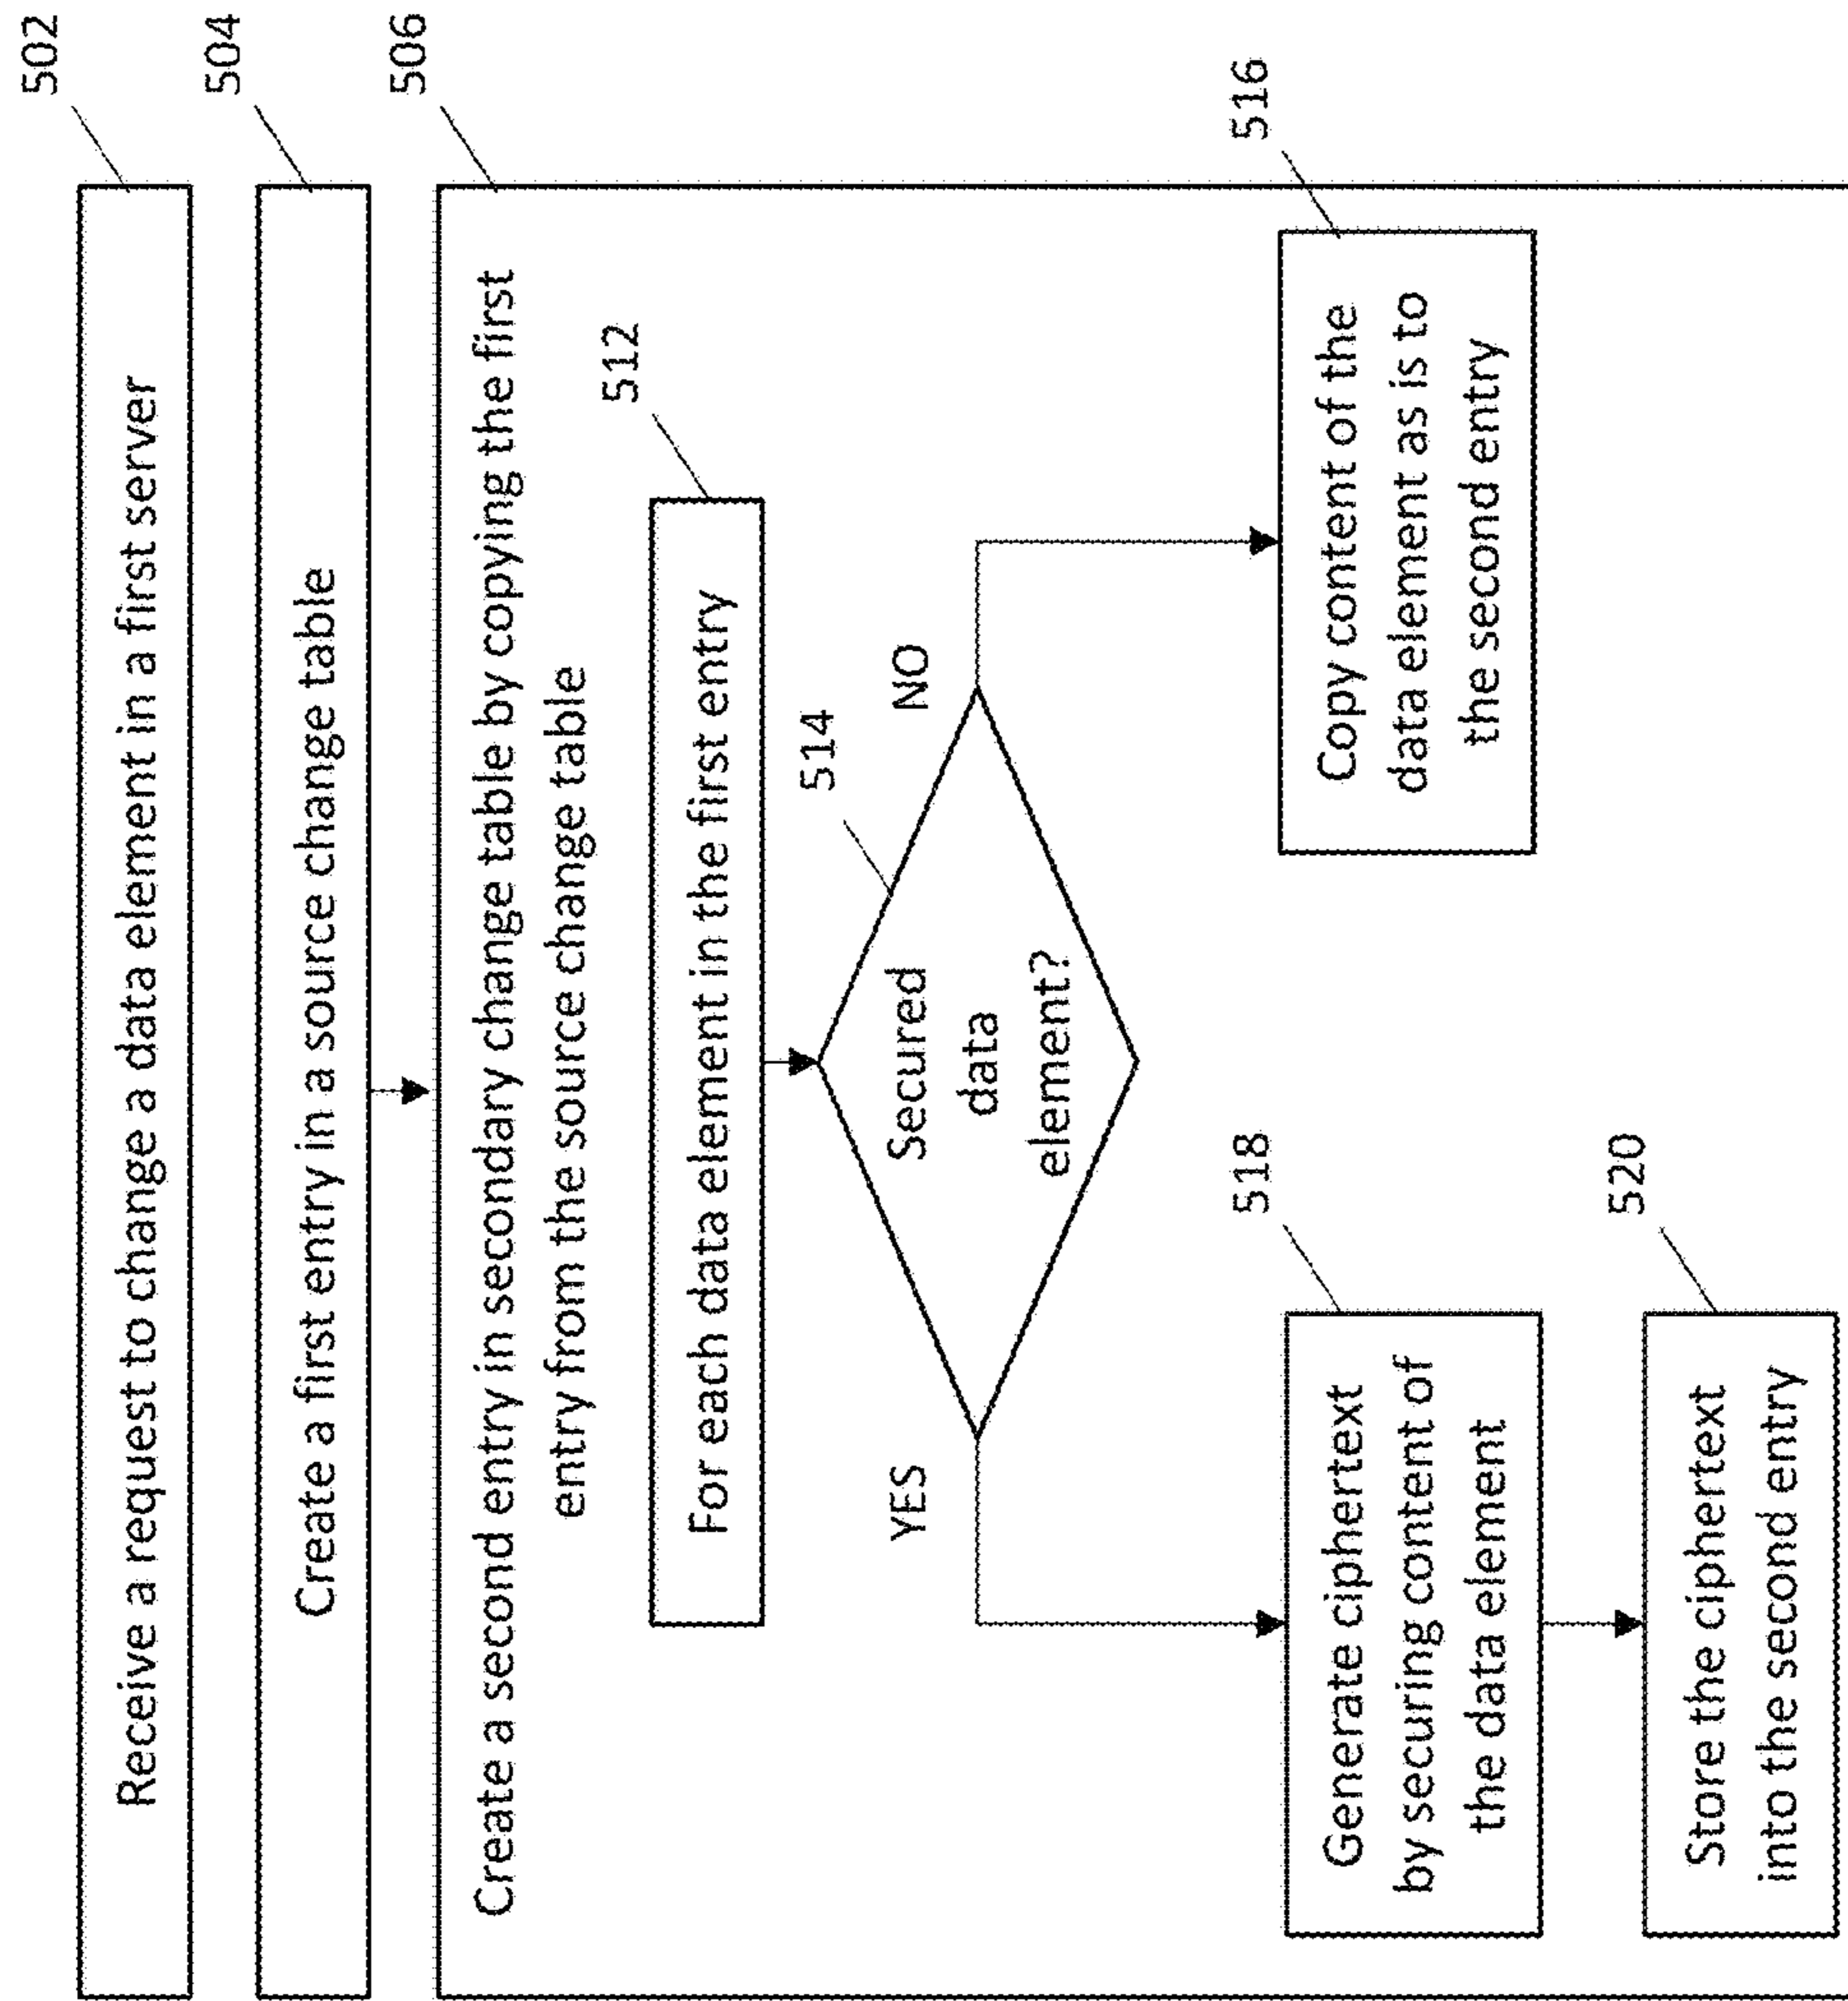 Receive a request to change a data element in a first server
502
Create a first entry in a source change table
504
Create a second entry in secondary change table by copying the first
entry from the source change table
506
For each data element in the first entry
512
Secured
data
element?
514
YES
NO
Generate ciphertext
by securing content of
the data element
518
Copy content of the
data element as is to
the second entry
516
Store the ciphertext
into the second entry
520